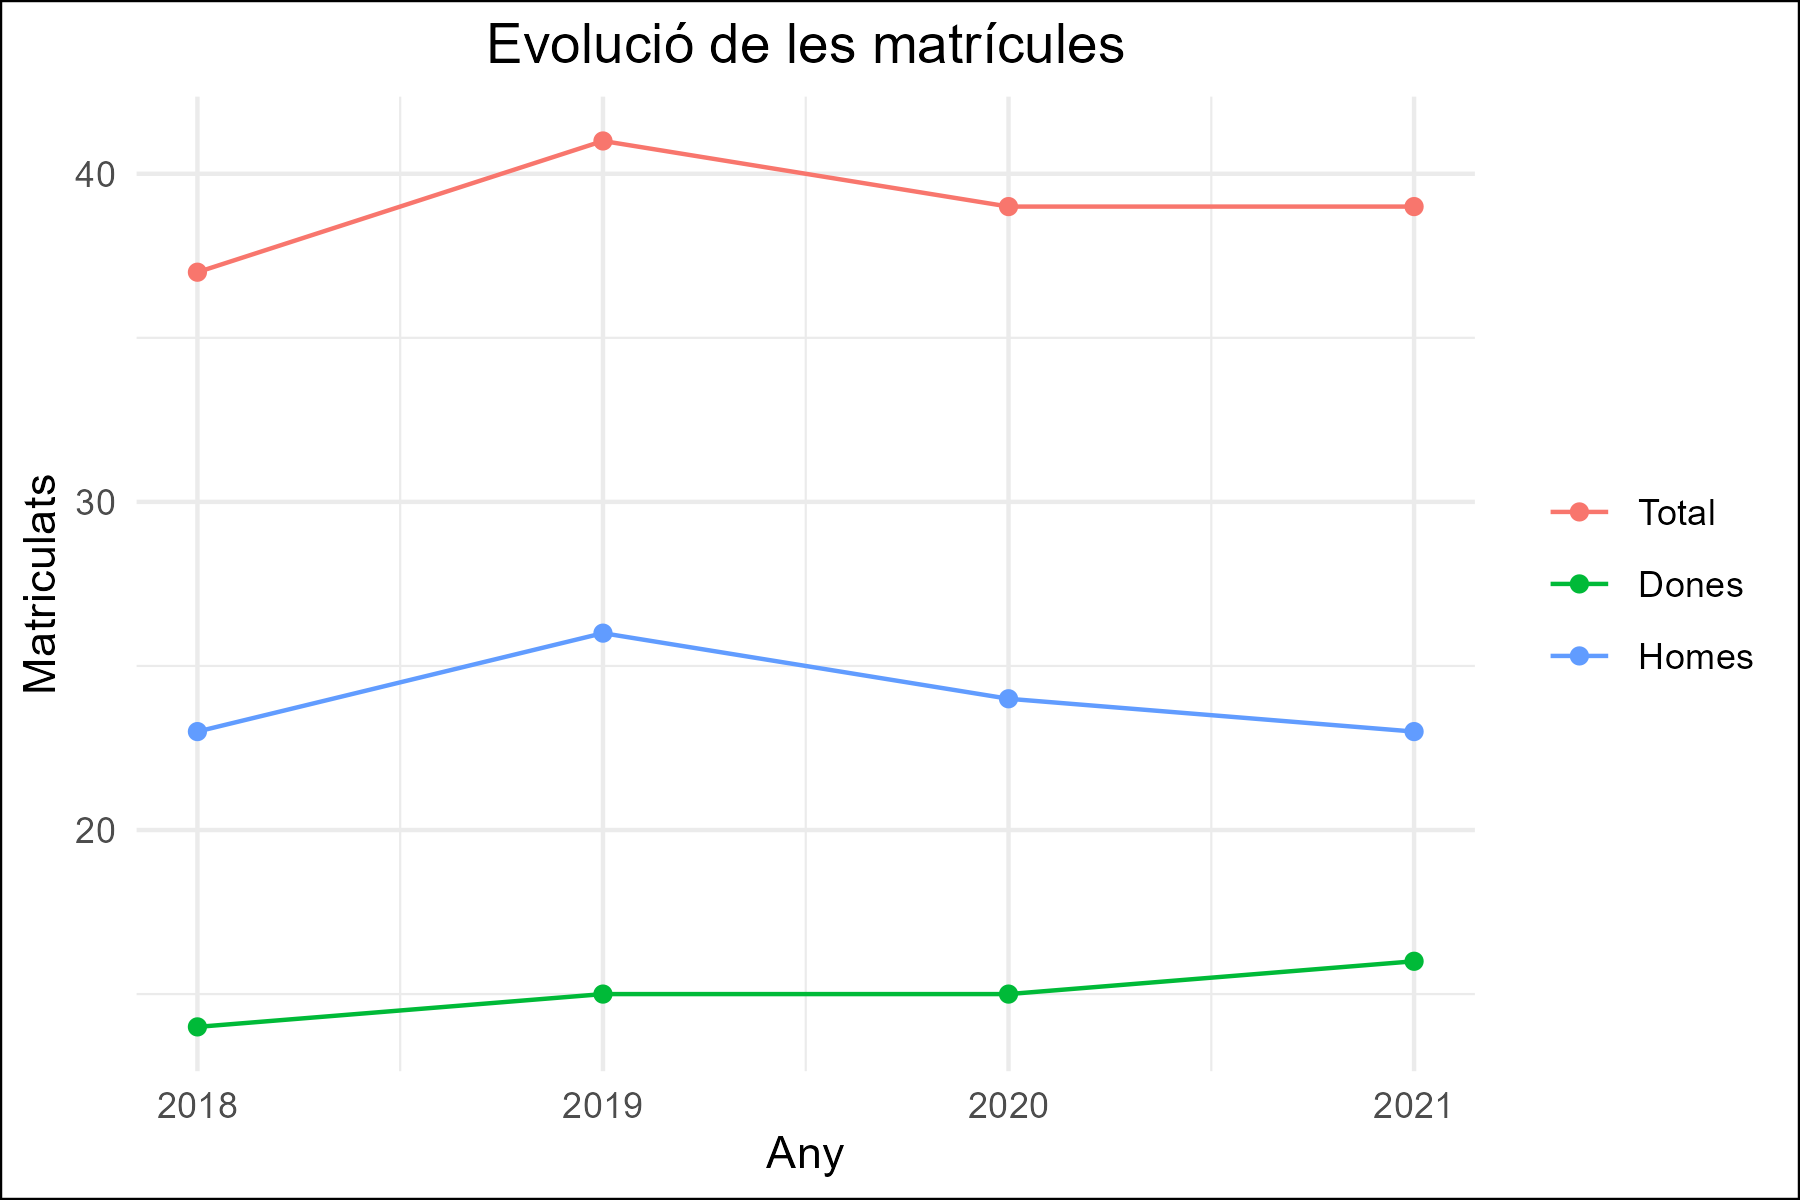 Evolució de les matrícules
Matriculats
40
30
20
2018
2019
2020
2021
Any
Total
Dones
Homes